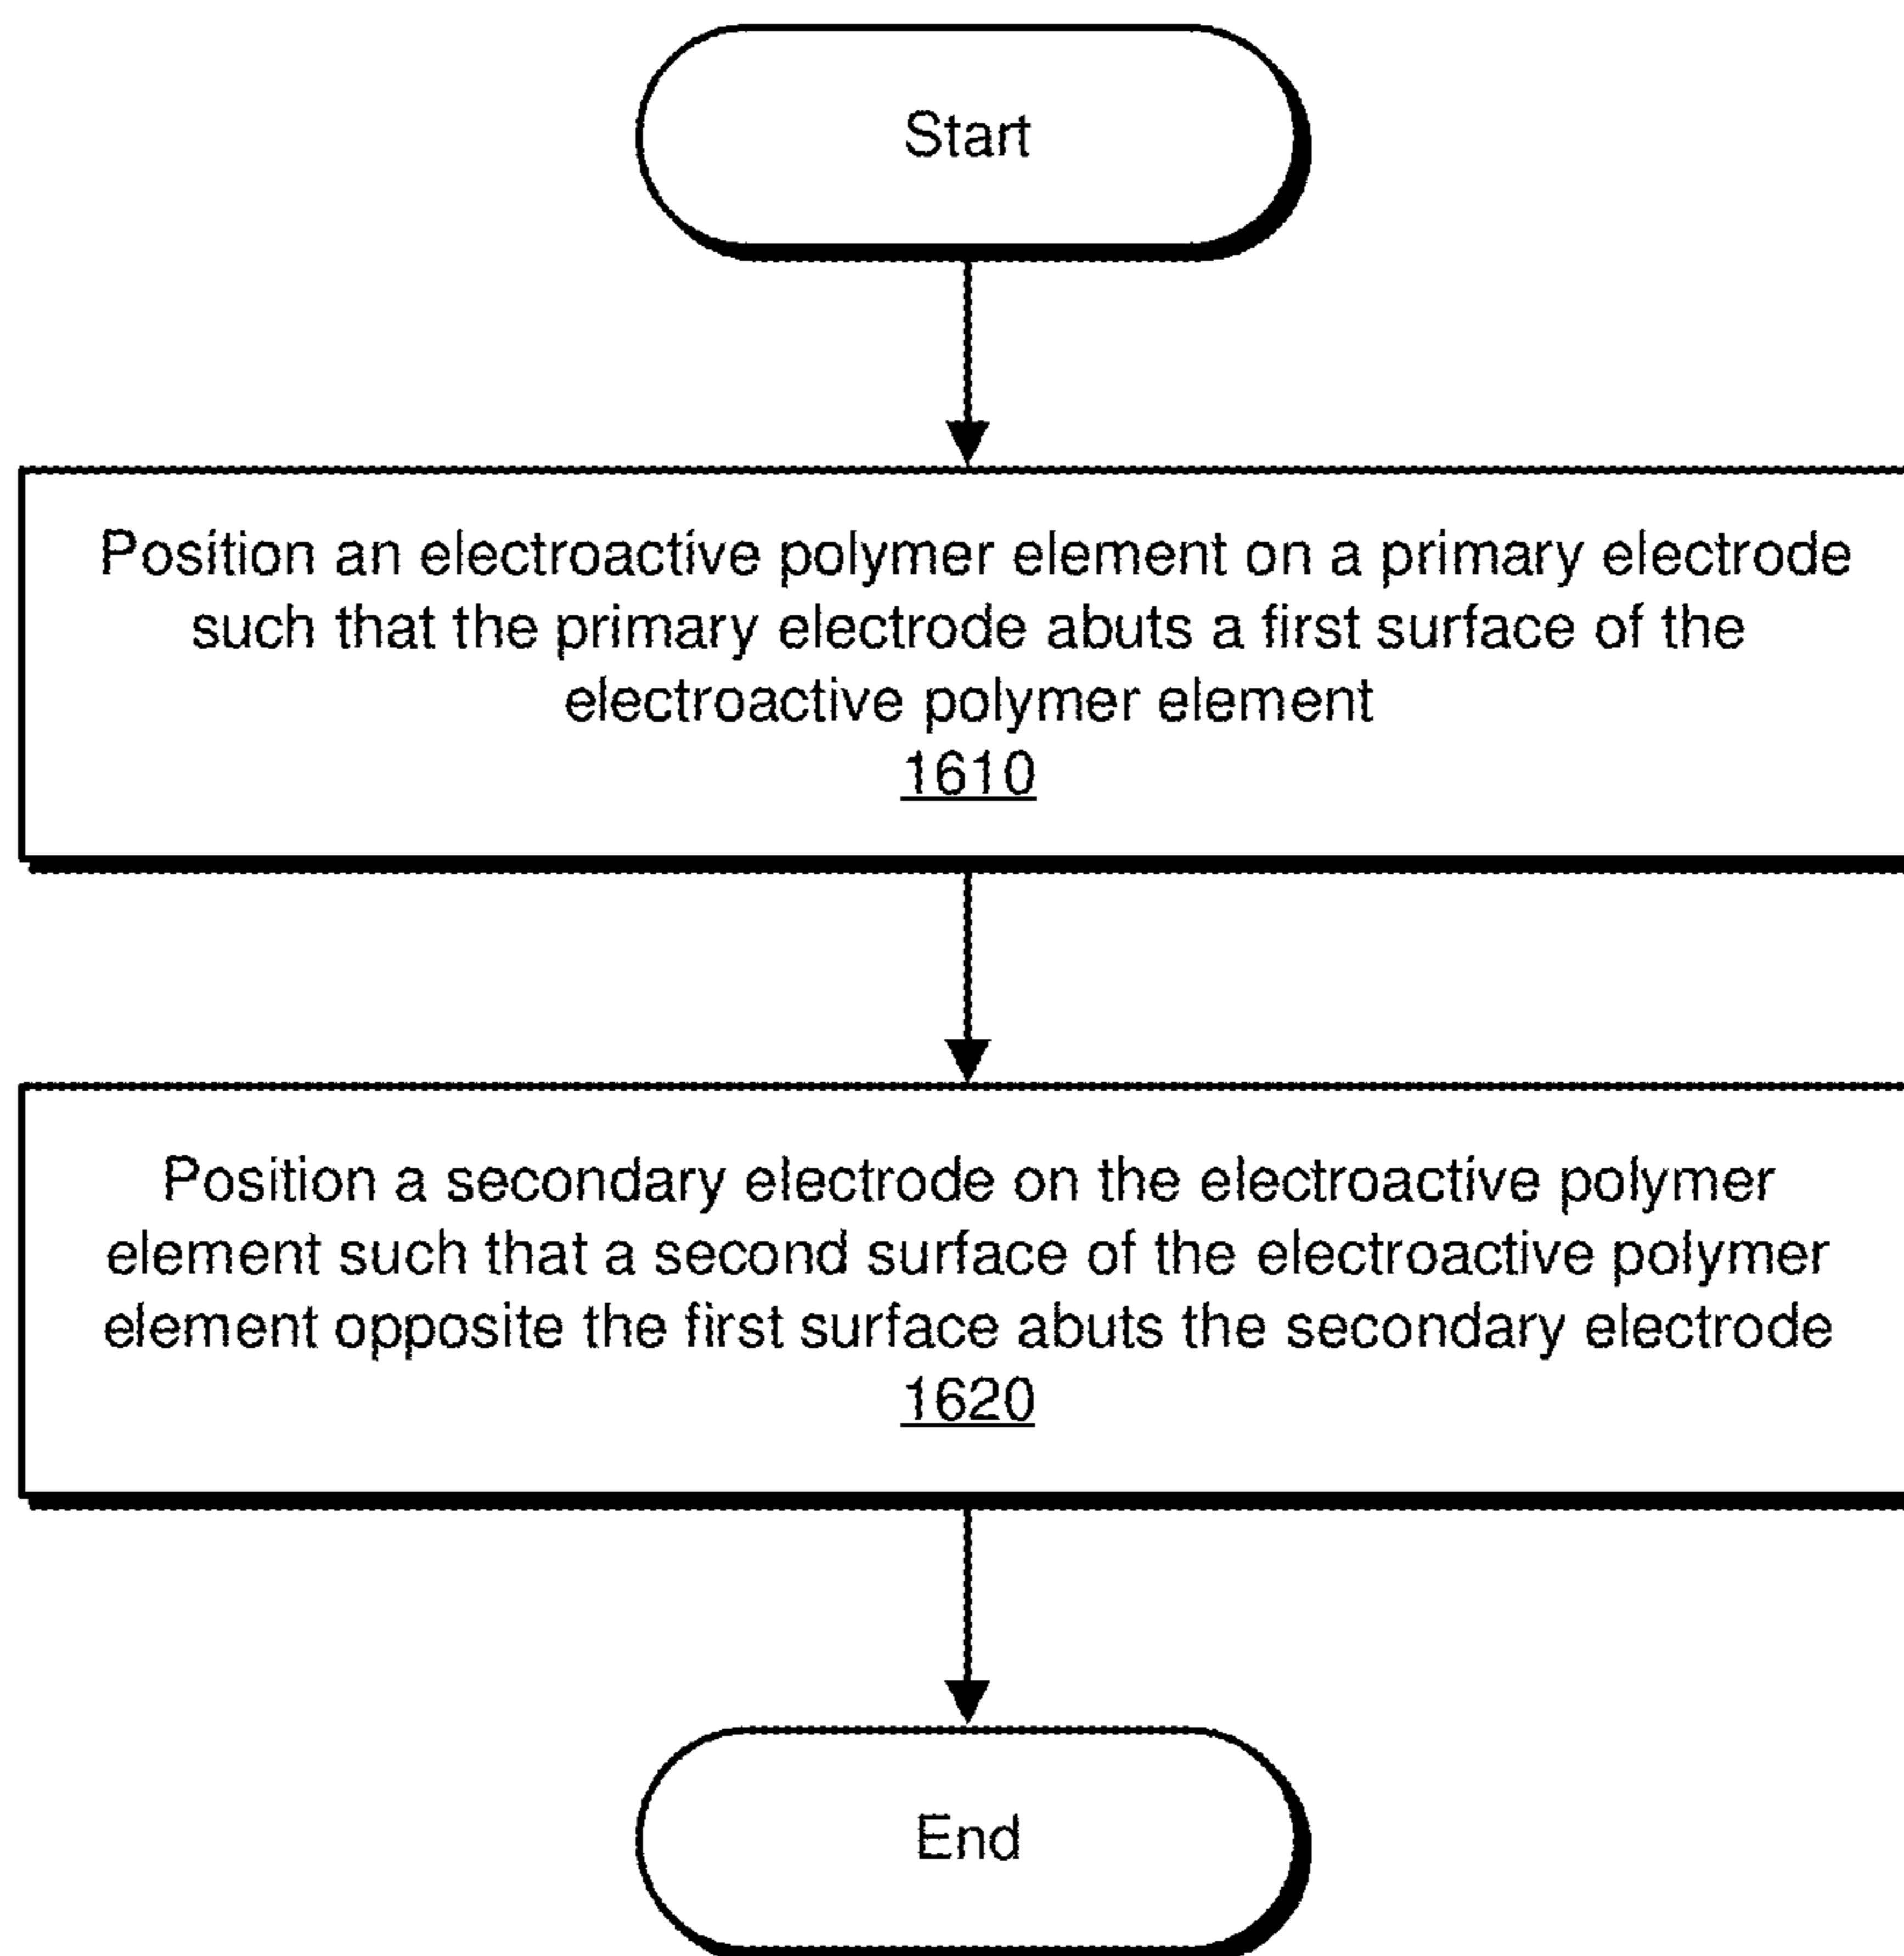 Start
Position an electroactive polymer element on a primary electrode
such that the primary electrode abuts a first surface of the
electroactive polymer element
1610
Position a secondary electrode on the electroactive polymer
element such that a second surface of the electroactive polymer
element opposite the first surface abuts the secondary electrode
1620
End